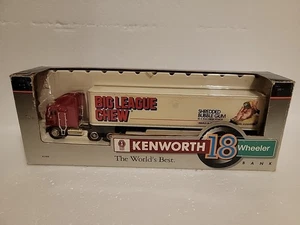 BIG LEAGUE
CHEW
SHREDDED
BUBBLE GUM
KENWORTH 18 Wheeler
BANK
The World's Best